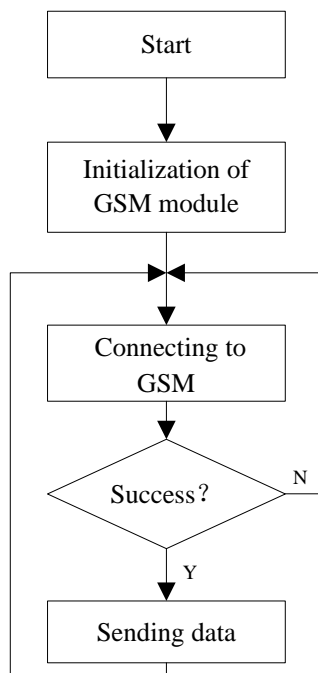 Start
Initialization of
GSM module
Connecting to
GSM
Success？
N
Y
Sending data